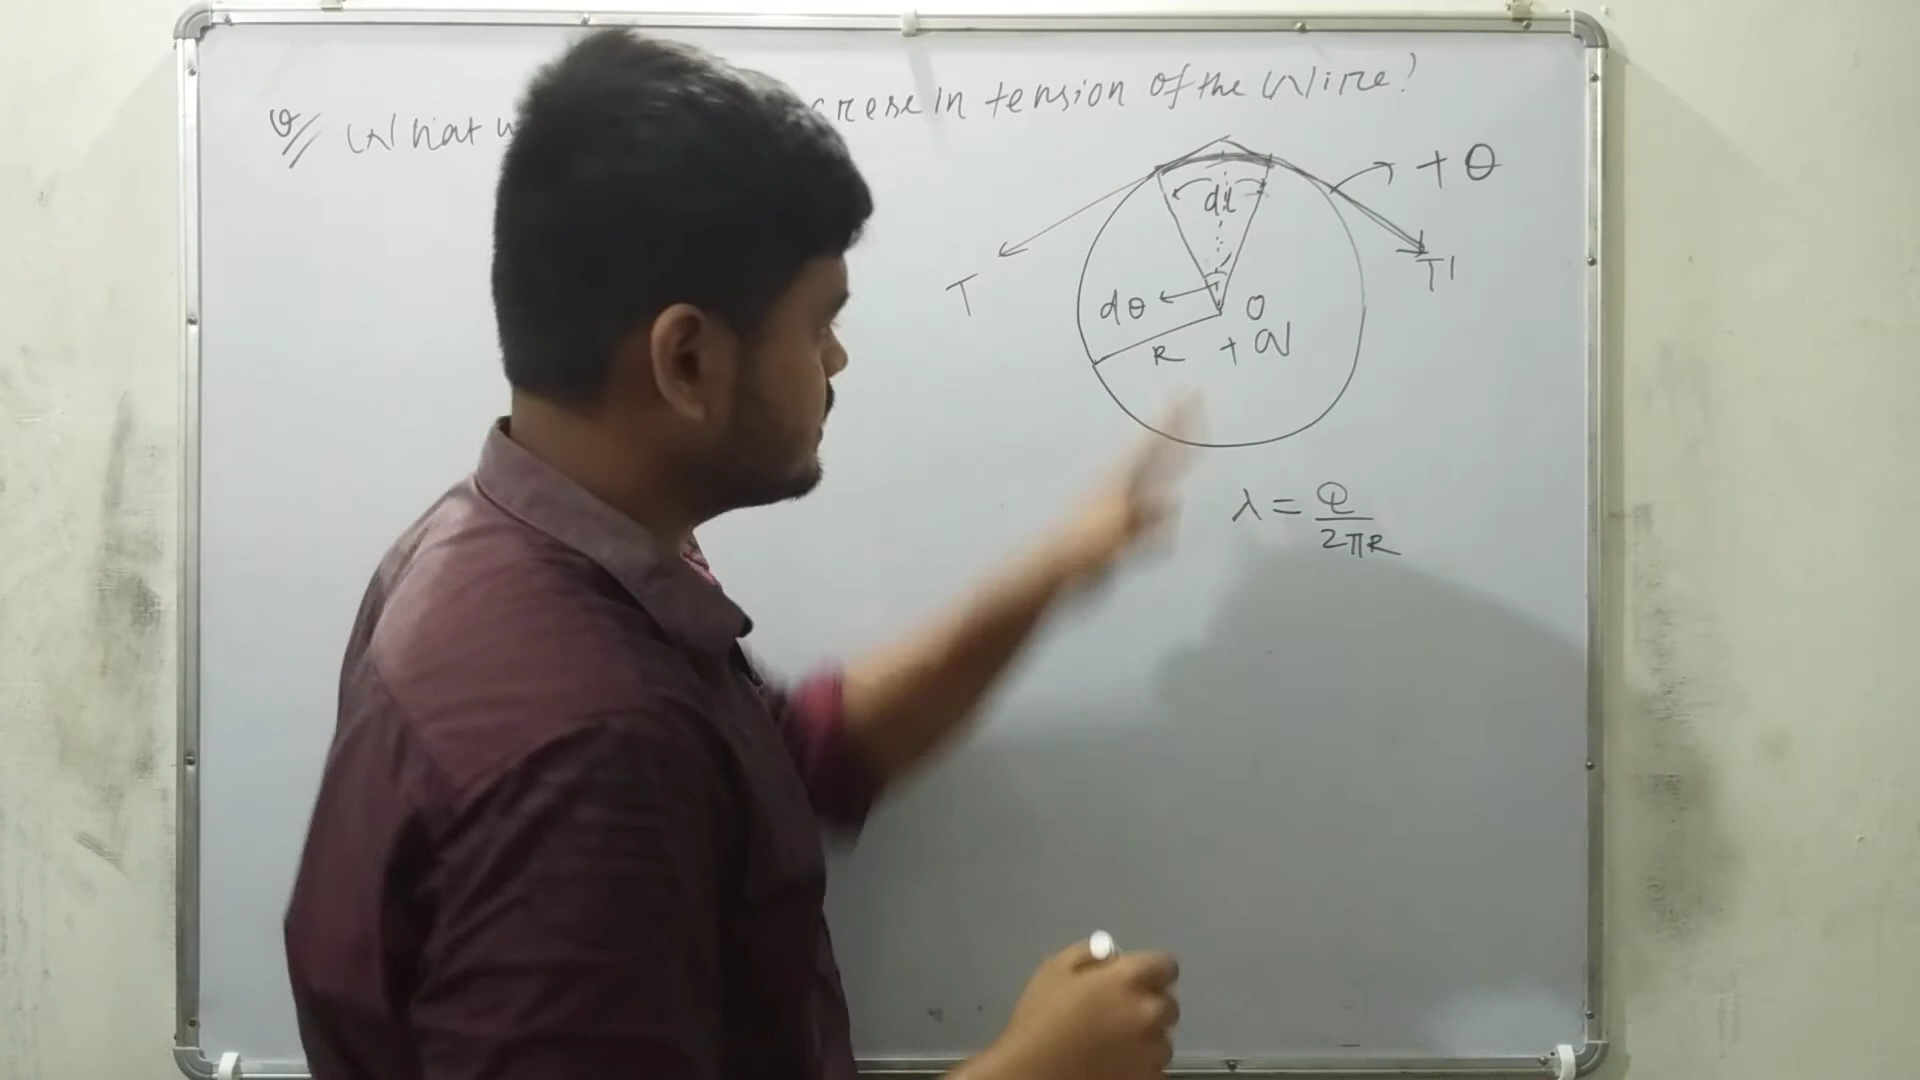 Q// What crese in tension of the Wire?
+ θ
dl
T
T'
dθ
O
R
+ q
λ = Q / 2πR